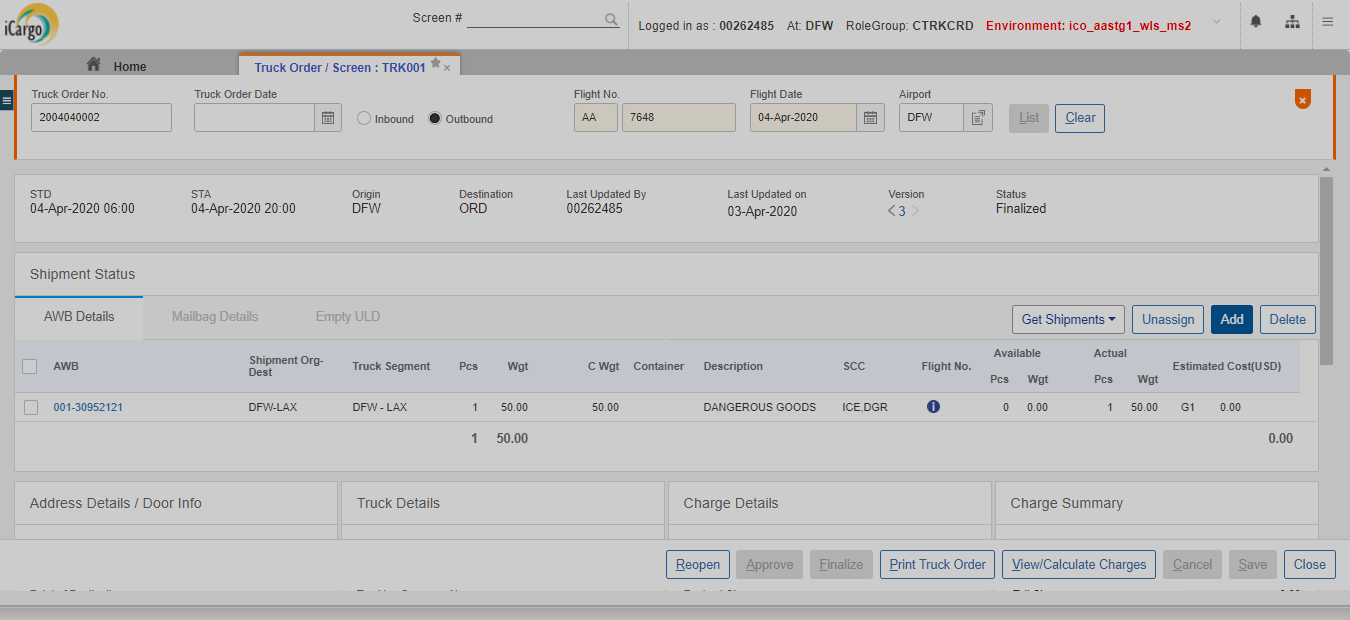 iCargo
Screen #
Logged in as : 00262485 At: DFW RoleGroup: CTRKCRD Environment: ico_aastg1_wls_ms2
Home
Truck Order / Screen : TRK001
Truck Order No. Truck Order Date Flight No. Flight Date Airport
2004040002 Inbound Outbound AA 7648 04-Apr-2020 DFW List Clear
STD STA Origin Destination Last Updated By Last Updated on Version Status
04-Apr-2020 06:00 04-Apr-2020 20:00 DFW ORD 00262485 03-Apr-2020 < 3 > Finalized
Shipment Status
AWB Details Mailbag Details Empty ULD Get Shipments Unassign Add Delete
AWB Shipment Org-Dest Truck Segment Pcs Wgt C Wgt Container Description SCC Flight No. Available Pcs Wgt Actual Pcs Wgt Estimated Cost(USD)
001-30952121 DFW-LAX DFW - LAX 1 50.00 50.00 DANGEROUS GOODS ICE,DGR 0 0.00 1 50.00 G1 0.00
1 50.00 0.00
Address Details / Door Info Truck Details Charge Details Charge Summary
Reopen Approve Finalize Print Truck Order View/Calculate Charges Cancel Save Close